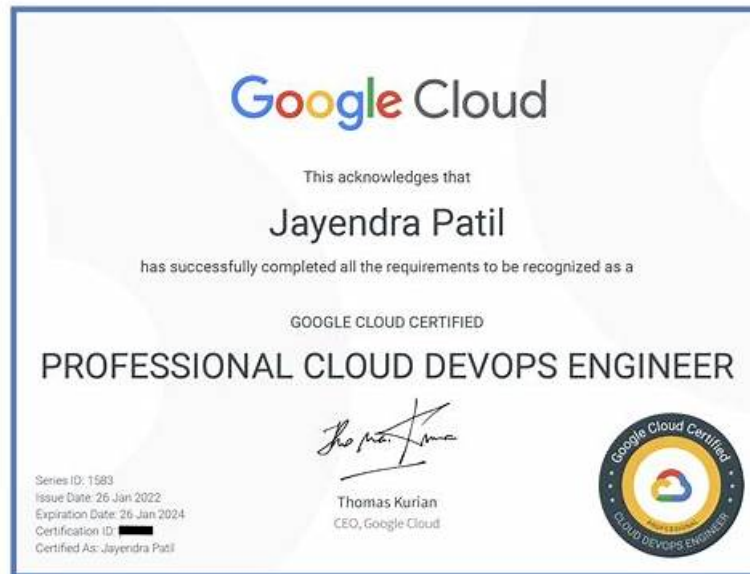 Google Cloud
This acknowledges that
Jayendra Patil
has successfully completed all the requirements to be recognized as a
GOOGLE CLOUD CERTIFIED
PROFESSIONAL CLOUD DEVOPS ENGINEER
Thomas Kurian
CEO, Google Cloud
Series ID: 1583
Issue Date: 26 Jan 2022
Expiration Date: 26 Jan 2024
Certification ID:
Certified As: Jayendra Patil
Google Cloud Certified
PROFESSIONAL
CLOUD DEVOPS ENGINEER